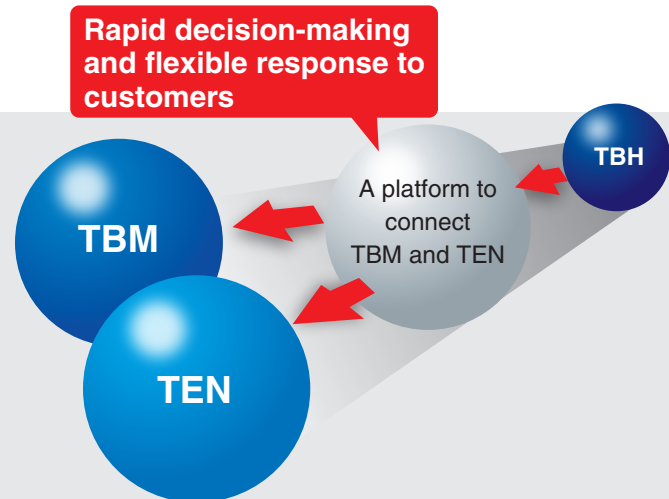 Rapid decision-making
and flexible response to
customers
TBH
A platform to
connect
TBM and TEN
TBM
TEN